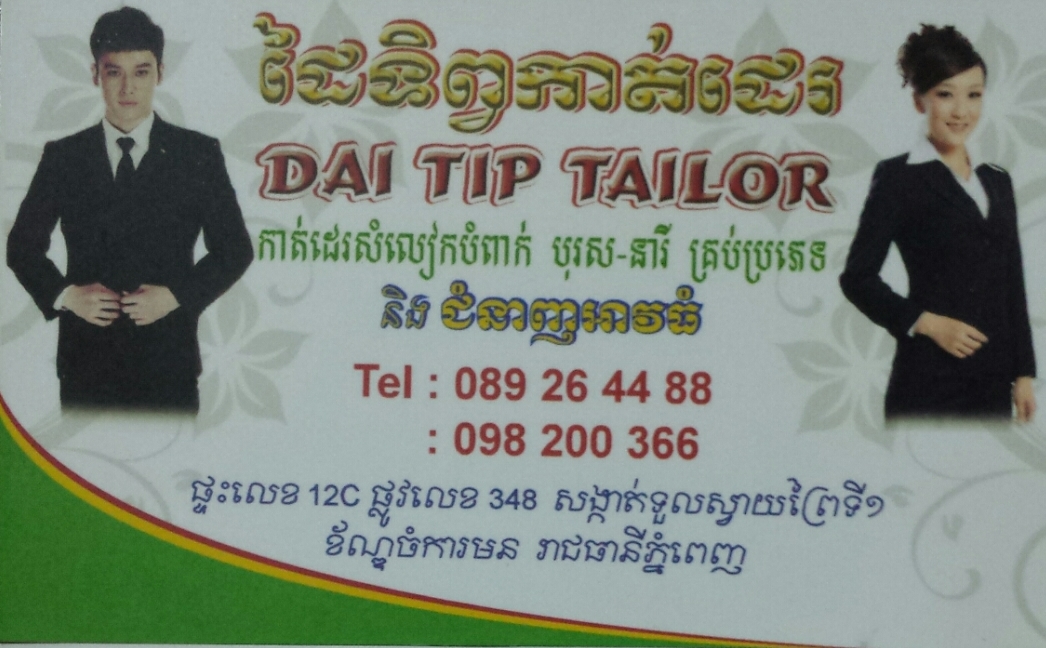 ដៃទិព្វកាត់ដេរ
DAI TIP TAILOR
កាត់ដេរសំលៀកបំពាក់ បុរស-នារី គ្រប់ប្រភេទ
និង ជំនាញអាវធំ
Tel : 089 26 44 88
: 098 200 366
ផ្ទះលេខ 12C ផ្លូវលេខ 348 សង្កាត់ទួលស្វាយព្រៃទី១
ខ័ណ្ឌចំការមន រាជធានីភ្នំពេញ